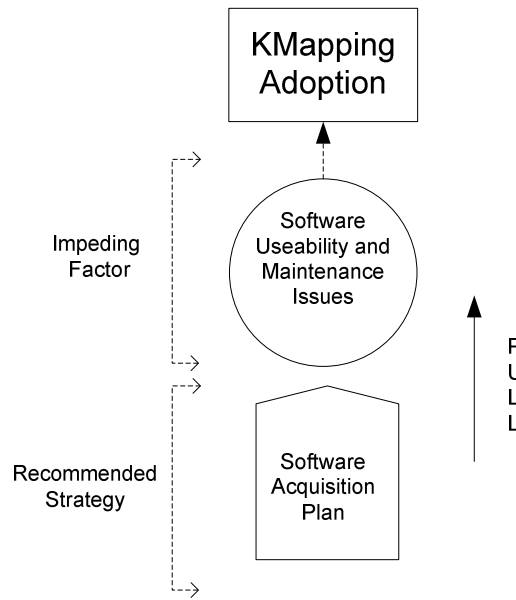 KMapping
Adoption
Impeding
Factor
Software
Useability and
Maintenance
Issues
Recommended
Strategy
Software
Acquisition
Plan